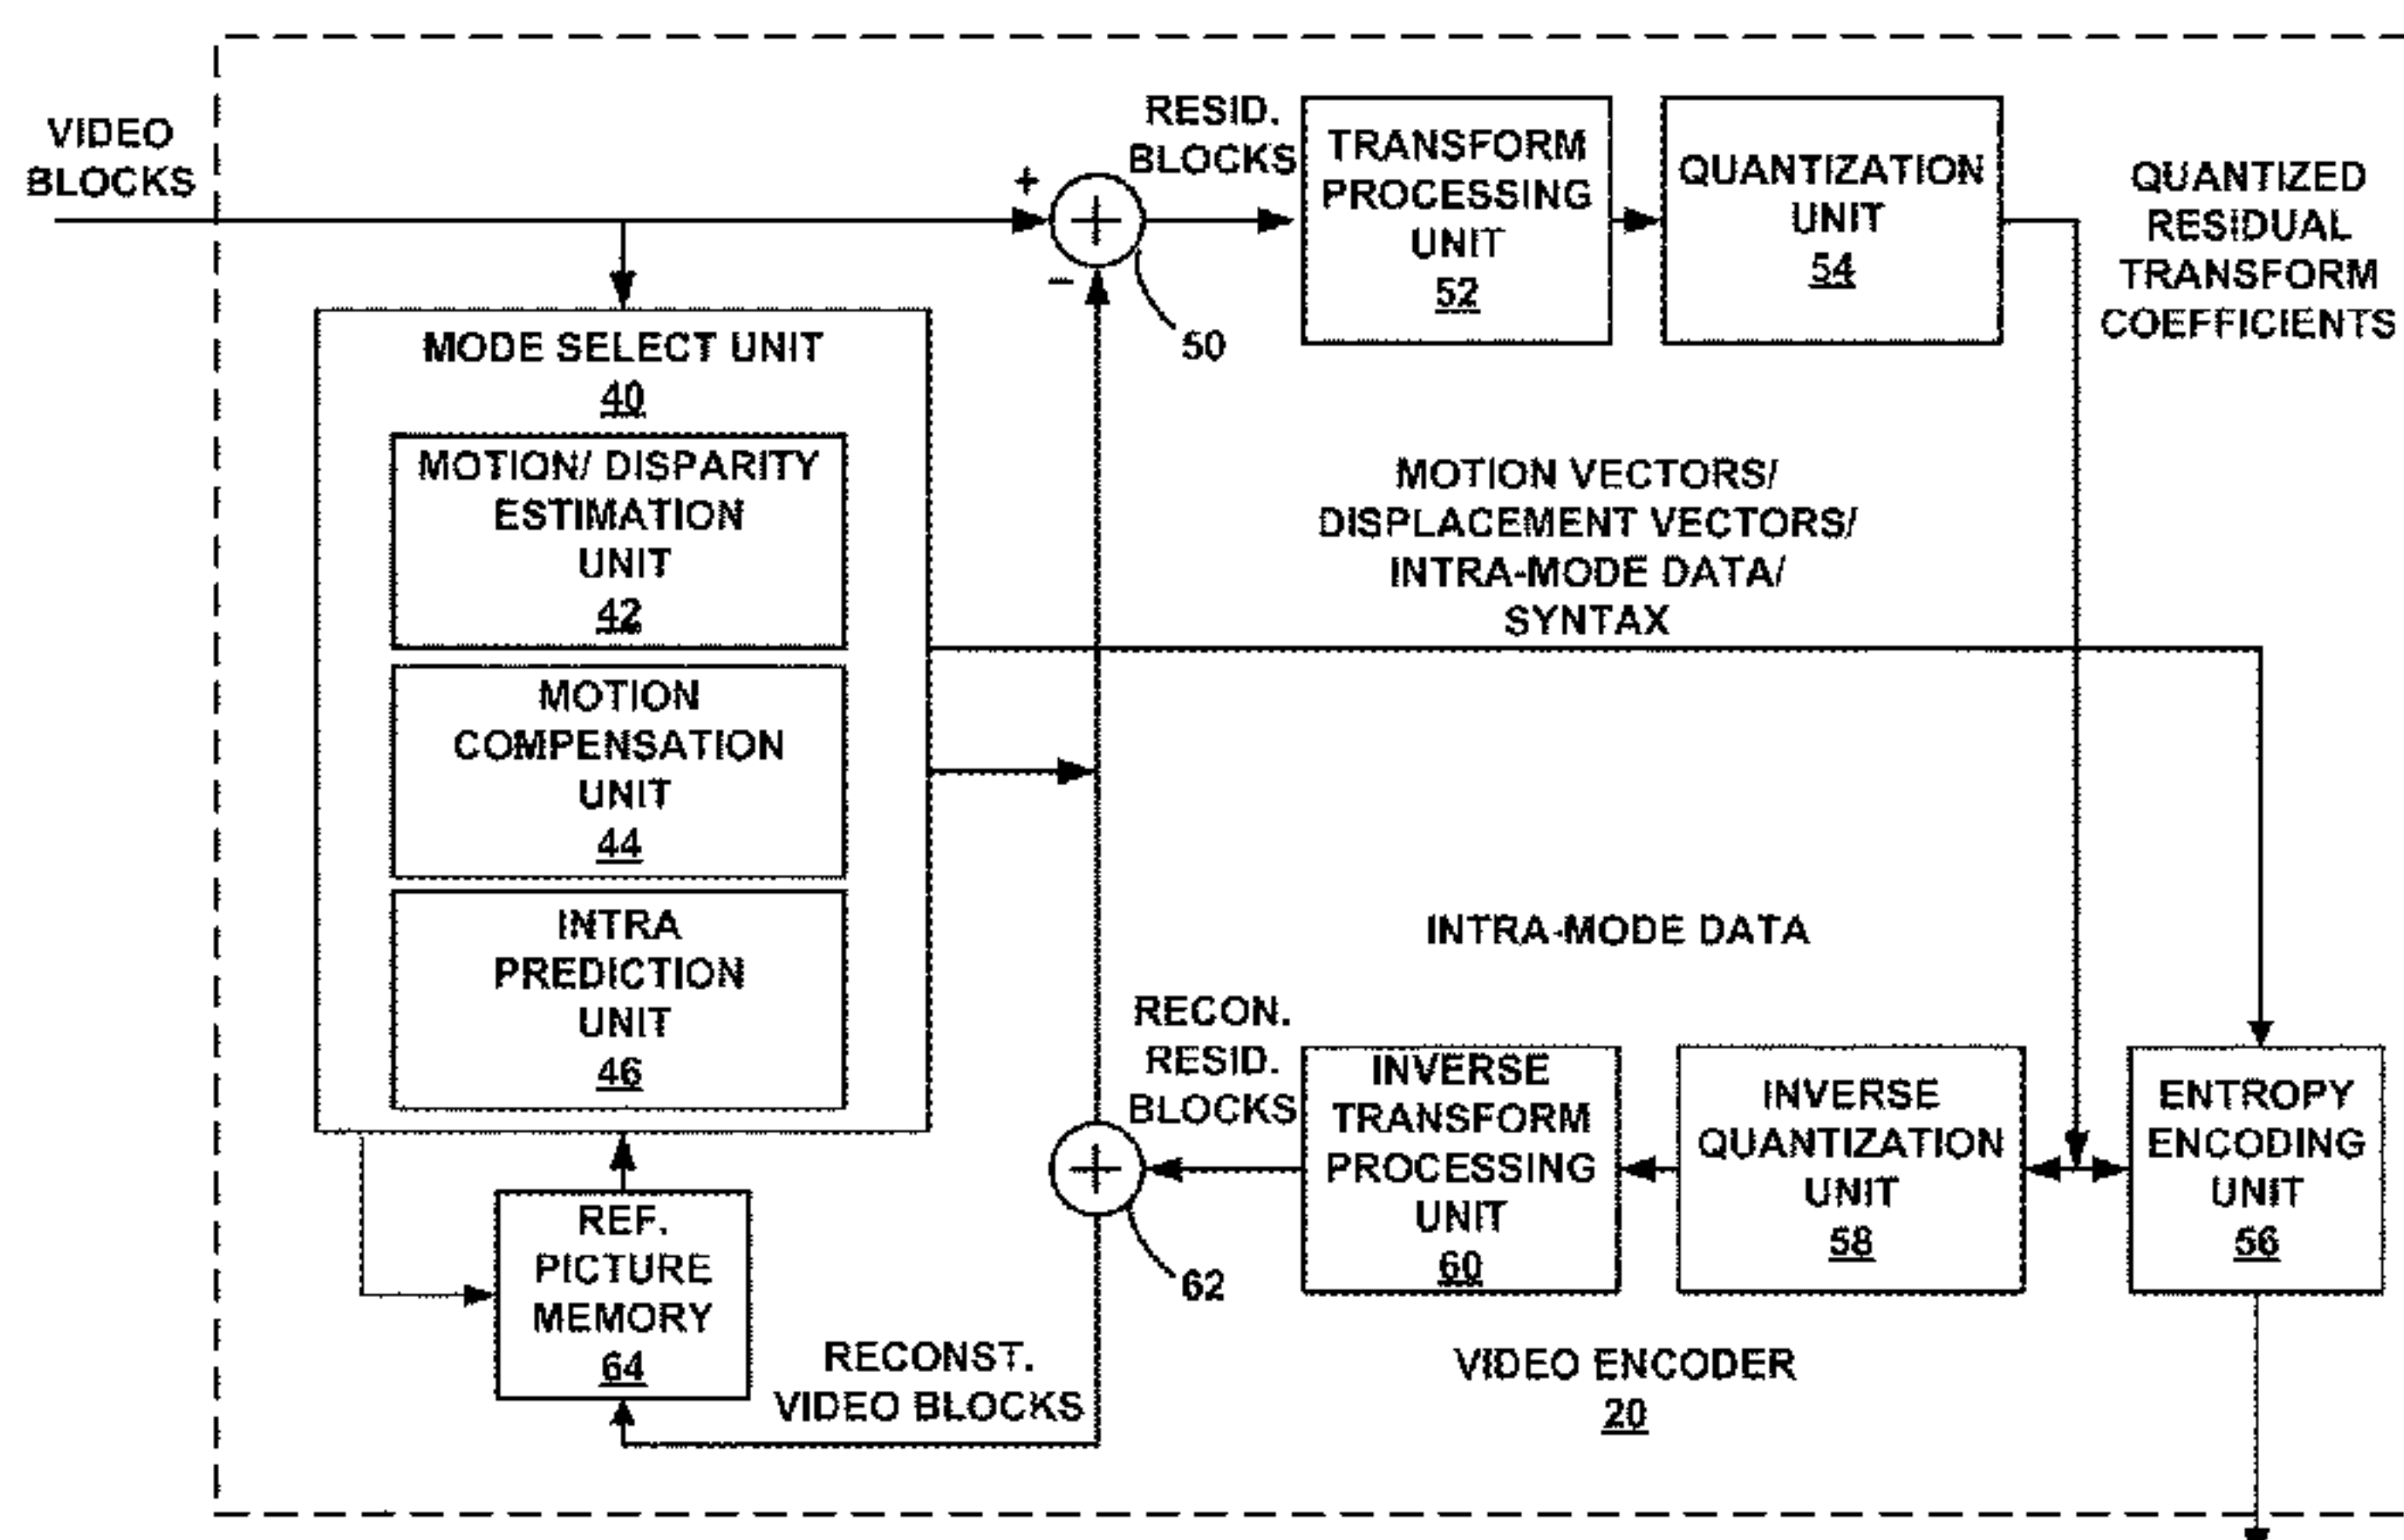 VIDEO
BLOCKS
RESID.
BLOCKS
+
−
50
TRANSFORM
PROCESSING
UNIT
52
QUANTIZATION
UNIT
54
QUANTIZED
RESIDUAL
TRANSFORM
COEFFICIENTS
MODE SELECT UNIT
40
MOTION/ DISPARITY
ESTIMATION
UNIT
42
MOTION VECTORS/
DISPLACEMENT VECTORS/
INTRA-MODE DATA/
SYNTAX
MOTION
COMPENSATION
UNIT
44
INTRA
PREDICTION
UNIT
46
INTRA-MODE DATA
RECON.
RESID.
BLOCKS
62
INVERSE
TRANSFORM
PROCESSING
UNIT
60
INVERSE
QUANTIZATION
UNIT
58
ENTROPY
ENCODING
UNIT
56
REF.
PICTURE
MEMORY
64
RECONST.
VIDEO BLOCKS
VIDEO ENCODER
20